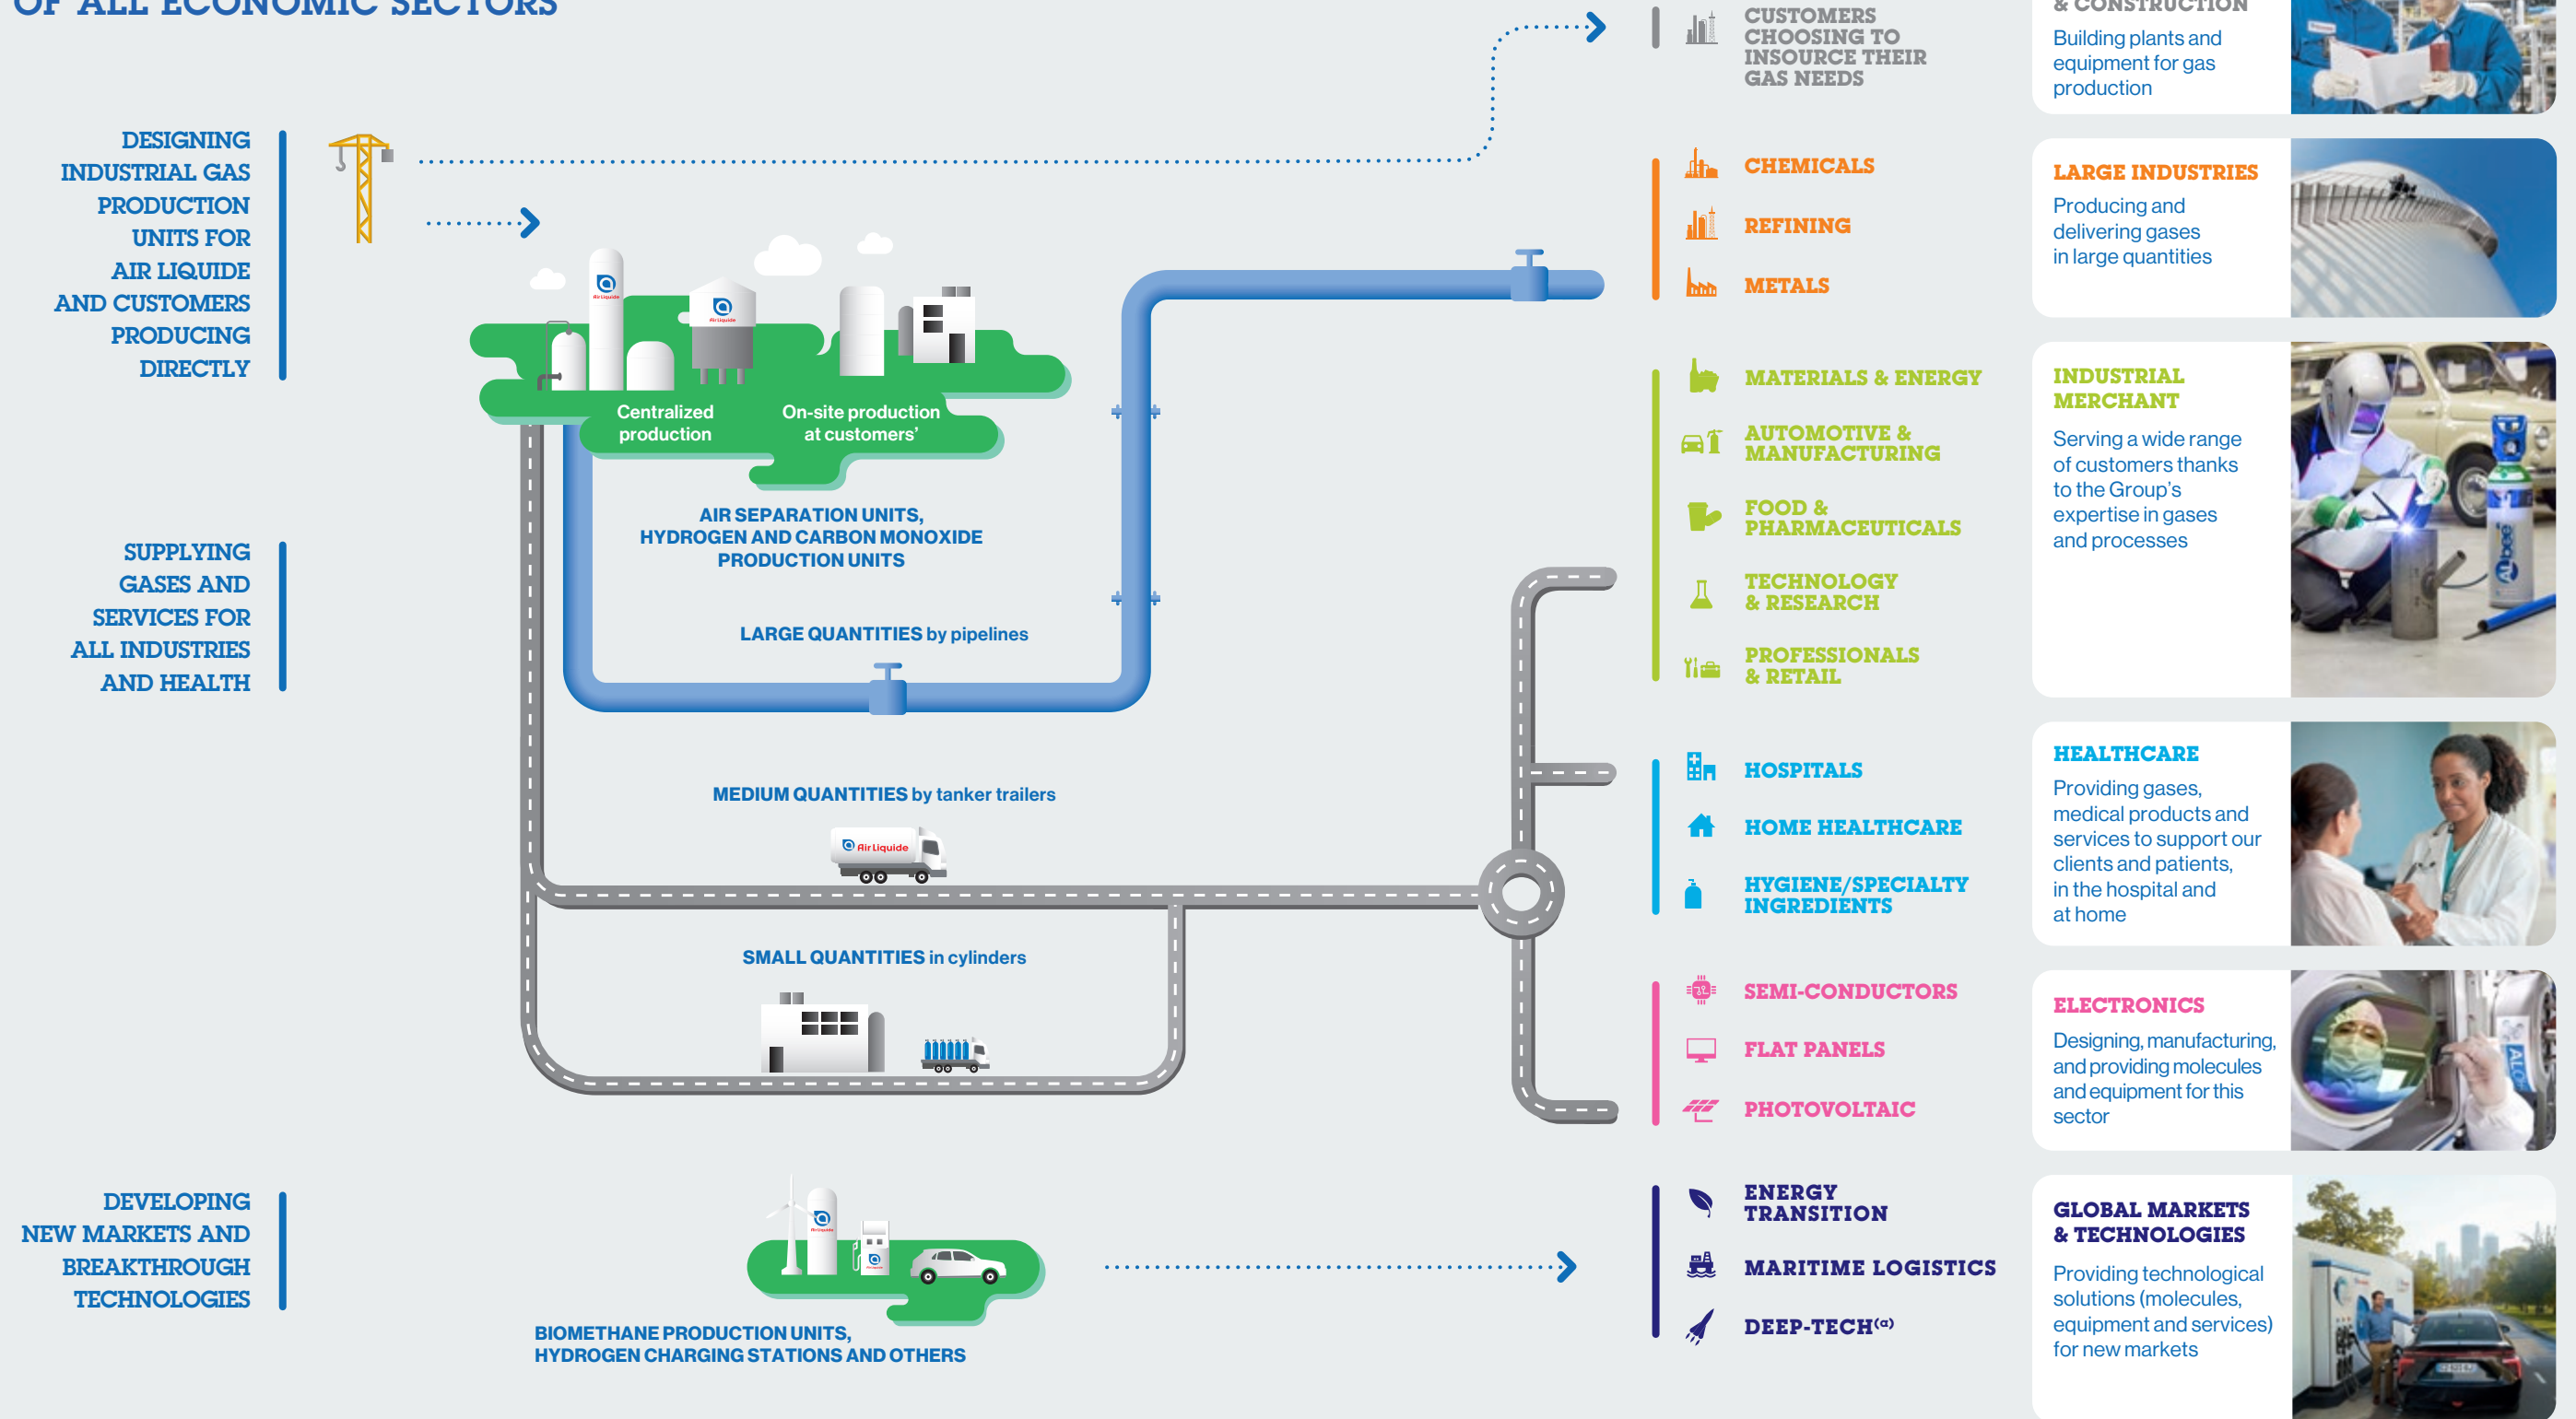 OF ALL ECONOMIC SECTORS
DESIGNING
INDUSTRIAL GAS
PRODUCTION
UNITS FOR
AIR LIQUIDE
AND CUSTOMERS
PRODUCING
DIRECTLY
SUPPLYING
GASES AND
SERVICES FOR
ALL INDUSTRIES
AND HEALTH
DEVELOPING
NEW MARKETS AND
BREAKTHROUGH
TECHNOLOGIES
Air Liquide
Air Liquide
Centralized
production
On-site production
at customers’
AIR SEPARATION UNITS,
HYDROGEN AND CARBON MONOXIDE
PRODUCTION UNITS
LARGE QUANTITIES by pipelines
MEDIUM QUANTITIES by tanker trailers
Air Liquide
SMALL QUANTITIES in cylinders
Air Liquide
BIOMETHANE PRODUCTION UNITS,
HYDROGEN CHARGING STATIONS AND OTHERS
CUSTOMERS
CHOOSING TO
INSOURCE THEIR
GAS NEEDS
CHEMICALS
REFINING
METALS
MATERIALS & ENERGY
AUTOMOTIVE &
MANUFACTURING
FOOD &
PHARMACEUTICALS
TECHNOLOGY
& RESEARCH
PROFESSIONALS
& RETAIL
HOSPITALS
HOME HEALTHCARE
HYGIENE/SPECIALTY
INGREDIENTS
SEMI-CONDUCTORS
FLAT PANELS
PHOTOVOLTAIC
ENERGY
TRANSITION
MARITIME LOGISTICS
DEEP-TECH(a)
& CONSTRUCTION
Building plants and
equipment for gas
production
LARGE INDUSTRIES
Producing and
delivering gases
in large quantities
INDUSTRIAL
MERCHANT
Serving a wide range
of customers thanks
to the Group’s
expertise in gases
and processes
ALbee
HEALTHCARE
Providing gases,
medical products and
services to support our
clients and patients,
in the hospital and
at home
ELECTRONICS
Designing, manufacturing,
and providing molecules
and equipment for this
sector
GLOBAL MARKETS
& TECHNOLOGIES
Providing technological
solutions (molecules,
equipment and services)
for new markets